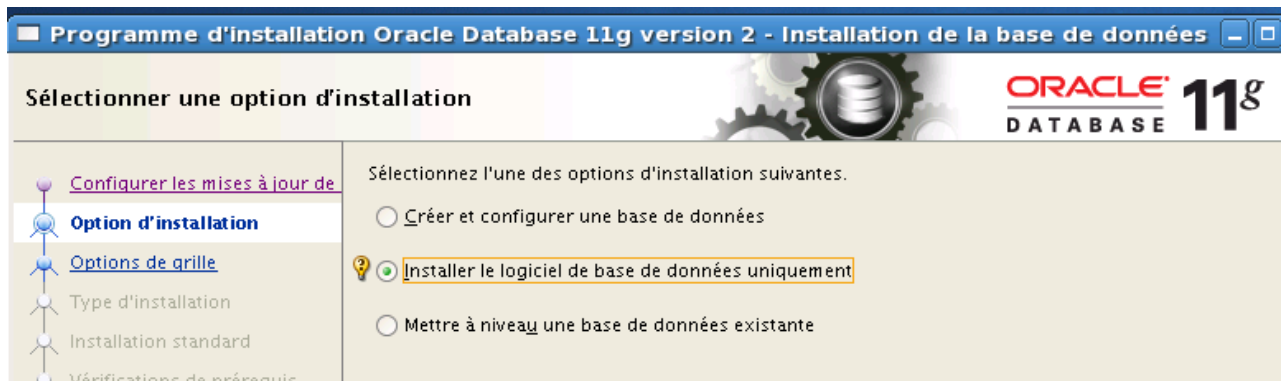 Programme d'installation Oracle Database 11g version 2 - Installation de la base de données
Sélectionner une option d'installation
ORACLE 11g
DATABASE
Configurer les mises à jour de
Option d'installation
Options de grille
Type d'installation
Installation standard
Vérifications de prérequis
Sélectionnez l'une des options d'installation suivantes.
Créer et configurer une base de données
Installer le logiciel de base de données uniquement
Mettre à niveau une base de données existante